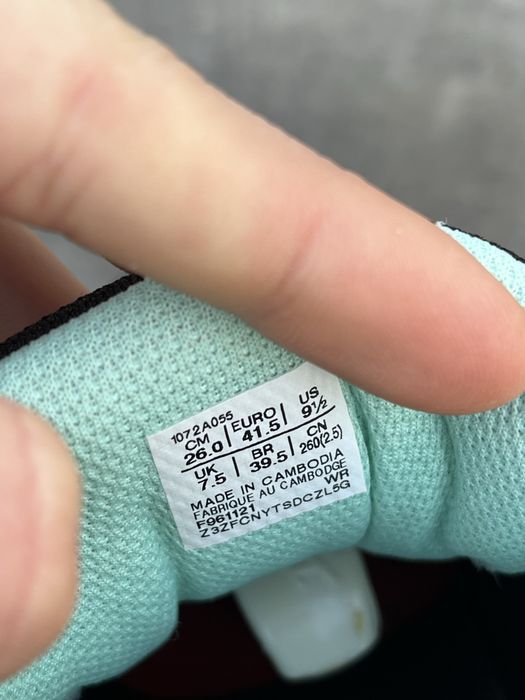 1072A055
CM EURO US
26.0 41.5 9½
UK BR CN
7.5 39.5 260(2.5)
MADE IN CAMBODIA
FABRIQUE AU CAMBODGE
F961121 WR
Z3ZFCNYTSDCZL5G